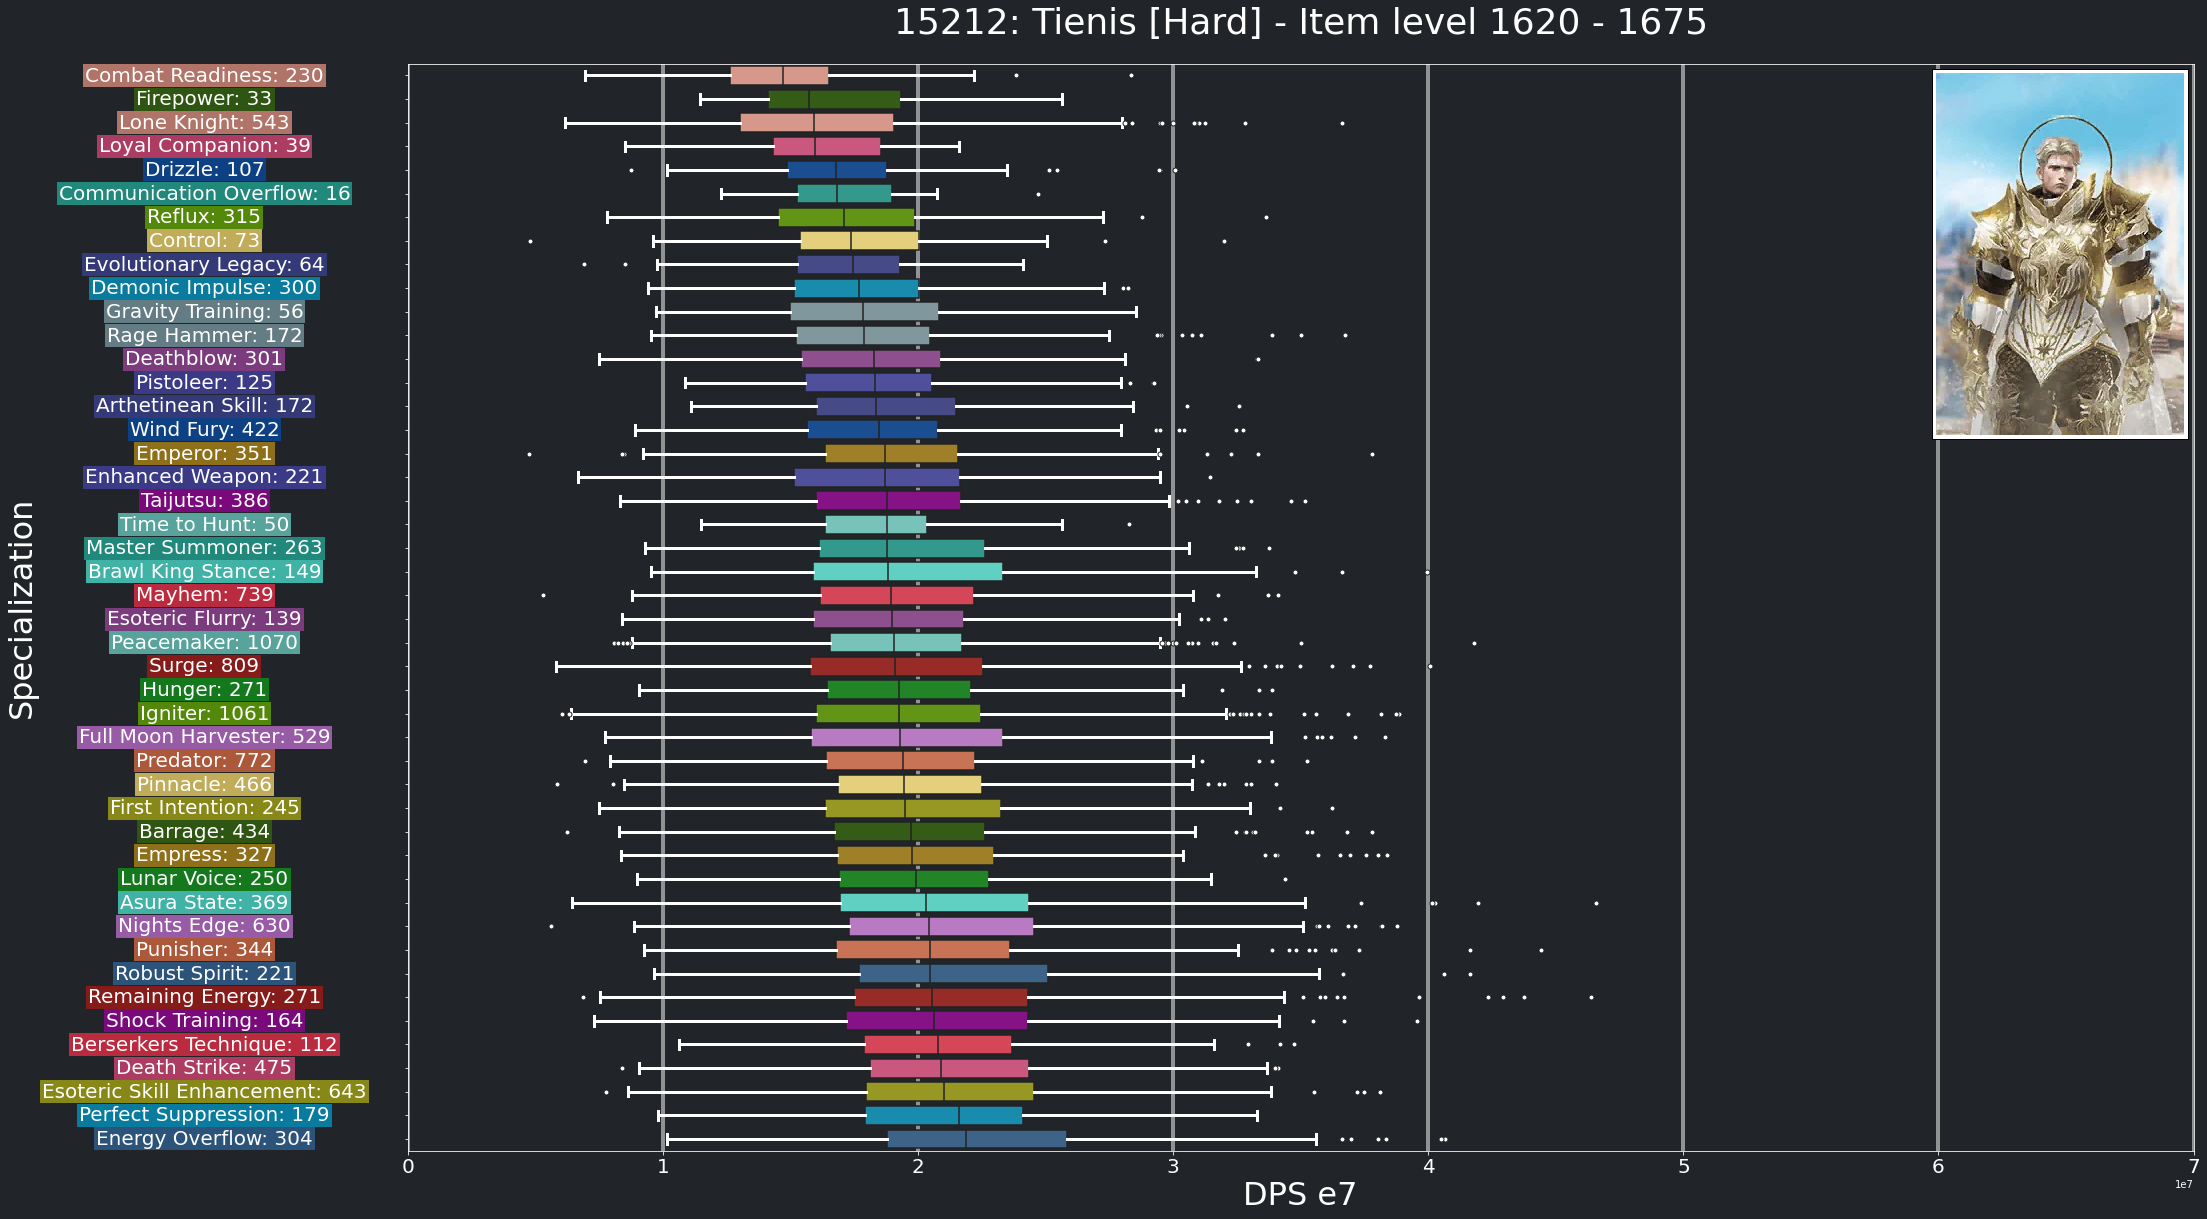 15212: Tienis [Hard] - Item level 1620 - 1675
Specialization
Combat Readiness: 230
Firepower: 33
Lone Knight: 543
Loyal Companion: 39
Drizzle: 107
Communication Overflow: 16
Reflux: 315
Control: 73
Evolutionary Legacy: 64
Demonic Impulse: 300
Gravity Training: 56
Rage Hammer: 172
Deathblow: 301
Pistoleer: 125
Arthetinean Skill: 172
Wind Fury: 422
Emperor: 351
Enhanced Weapon: 221
Taijutsu: 386
Time to Hunt: 50
Master Summoner: 263
Brawl King Stance: 149
Mayhem: 739
Esoteric Flurry: 139
Peacemaker: 1070
Surge: 809
Hunger: 271
Igniter: 1061
Full Moon Harvester: 529
Predator: 772
Pinnacle: 466
First Intention: 245
Barrage: 434
Empress: 327
Lunar Voice: 250
Asura State: 369
Nights Edge: 630
Punisher: 344
Robust Spirit: 221
Remaining Energy: 271
Shock Training: 164
Berserkers Technique: 112
Death Strike: 475
Esoteric Skill Enhancement: 643
Perfect Suppression: 179
Energy Overflow: 304
0 1 2 3 4 5 6 7
1e7
DPS e7